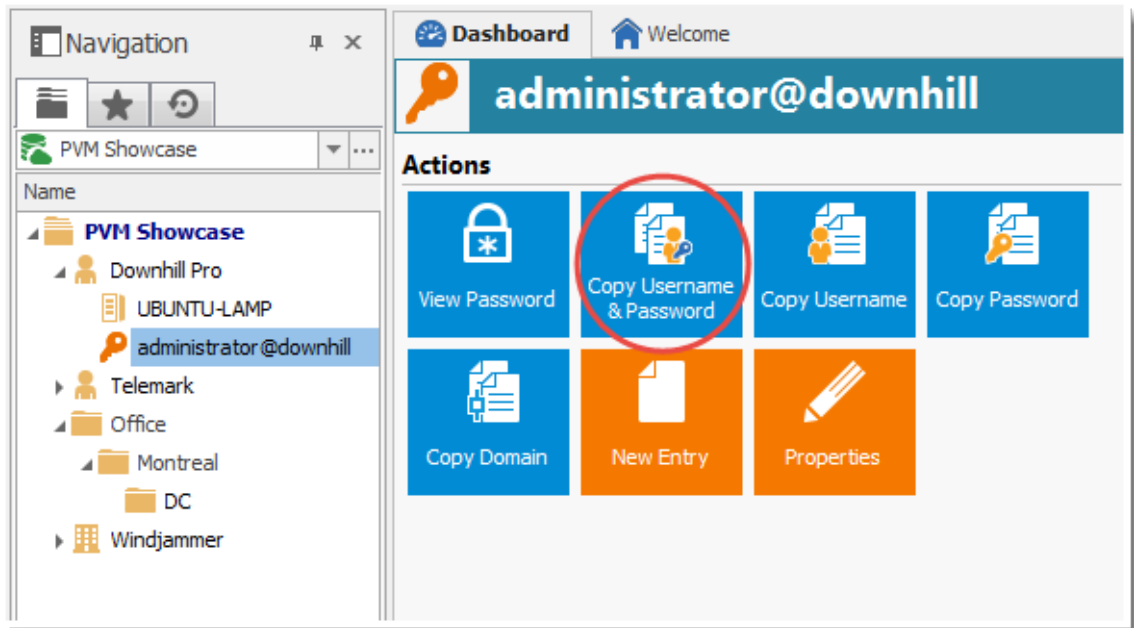 Navigation
PVM Showcase
Name
PVM Showcase
Downhill Pro
UBUNTU-LAMP
administrator@downhill
Telemark
Office
Montreal
DC
Windjammer
Dashboard
Welcome
administrator@downhill
Actions
View Password
Copy Username
& Password
Copy Username
Copy Password
Copy Domain
New Entry
Properties